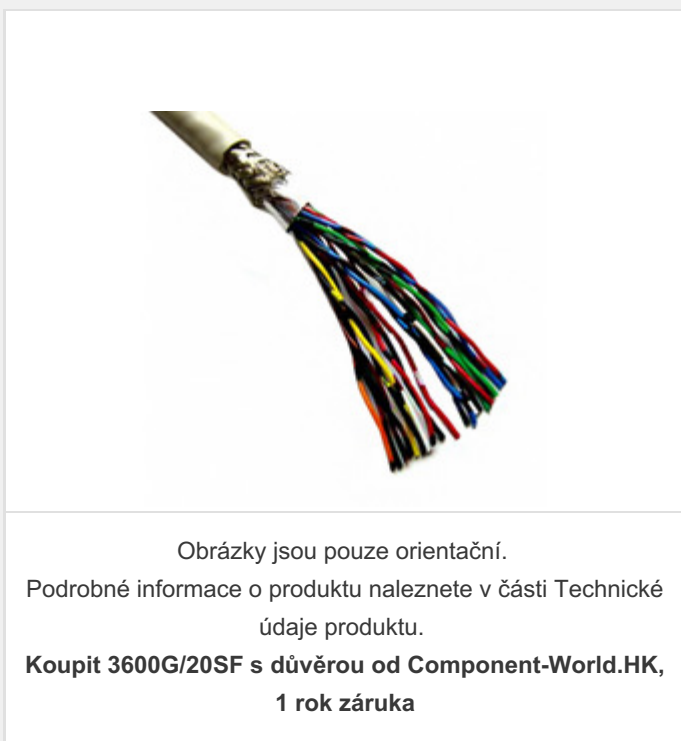 Obrázky jsou pouze orientační.
Podrobné informace o produktu naleznete v části Technické
údaje produktu.
Koupit 3600G/20SF s důvěrou od Component-World.HK,
1 rok záruka